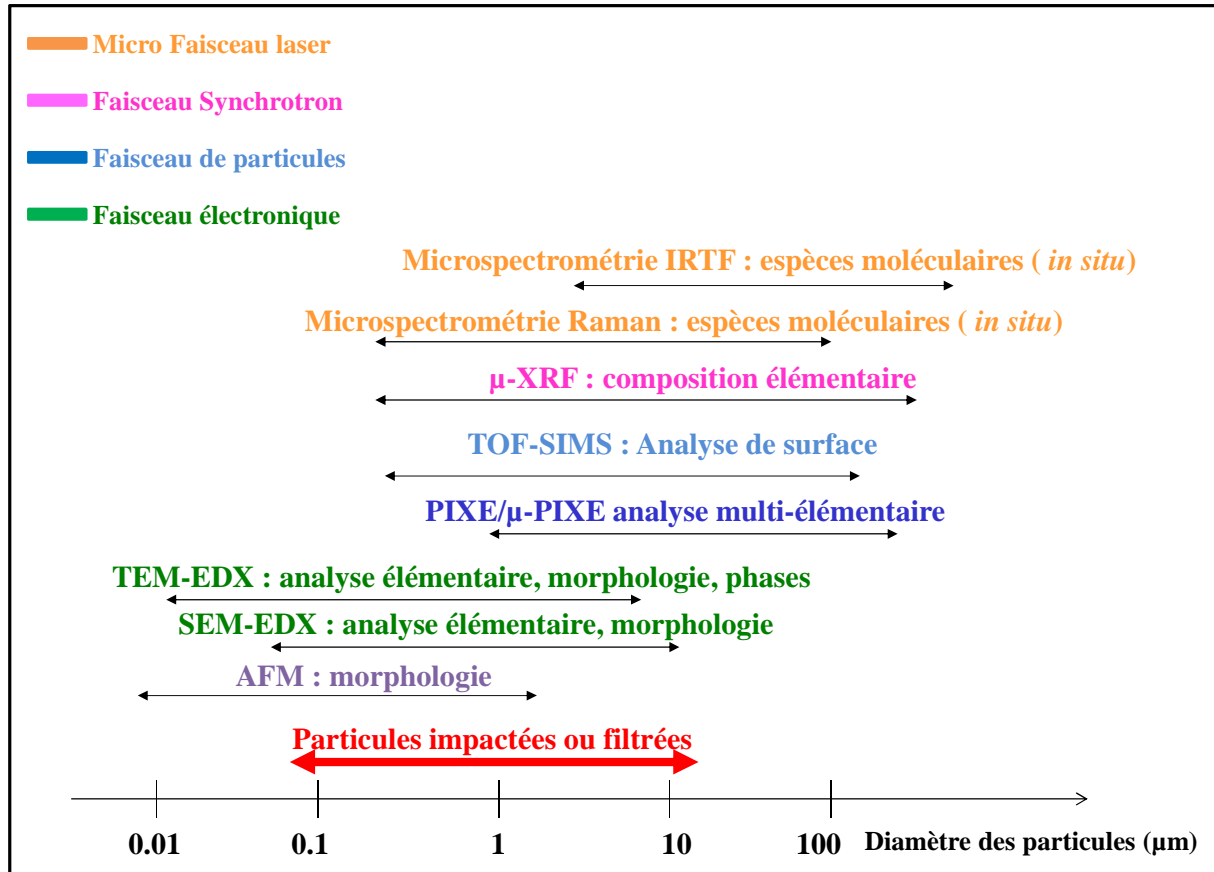 Micro Faisceau laser
Faisceau Synchrotron
Faisceau de particules
Faisceau électronique
Microspectrométrie IRTF : espèces moléculaires ( in situ)
Microspectrométrie Raman : espèces moléculaires ( in situ)
µ-XRF : composition élémentaire
TOF-SIMS : Analyse de surface
PIXE/µ-PIXE analyse multi-élémentaire
TEM-EDX : analyse élémentaire, morphologie, phases
SEM-EDX : analyse élémentaire, morphologie
AFM : morphologie
Particules impactées ou filtrées
0.01 0.1 1 10 100 Diamètre des particules (µm)